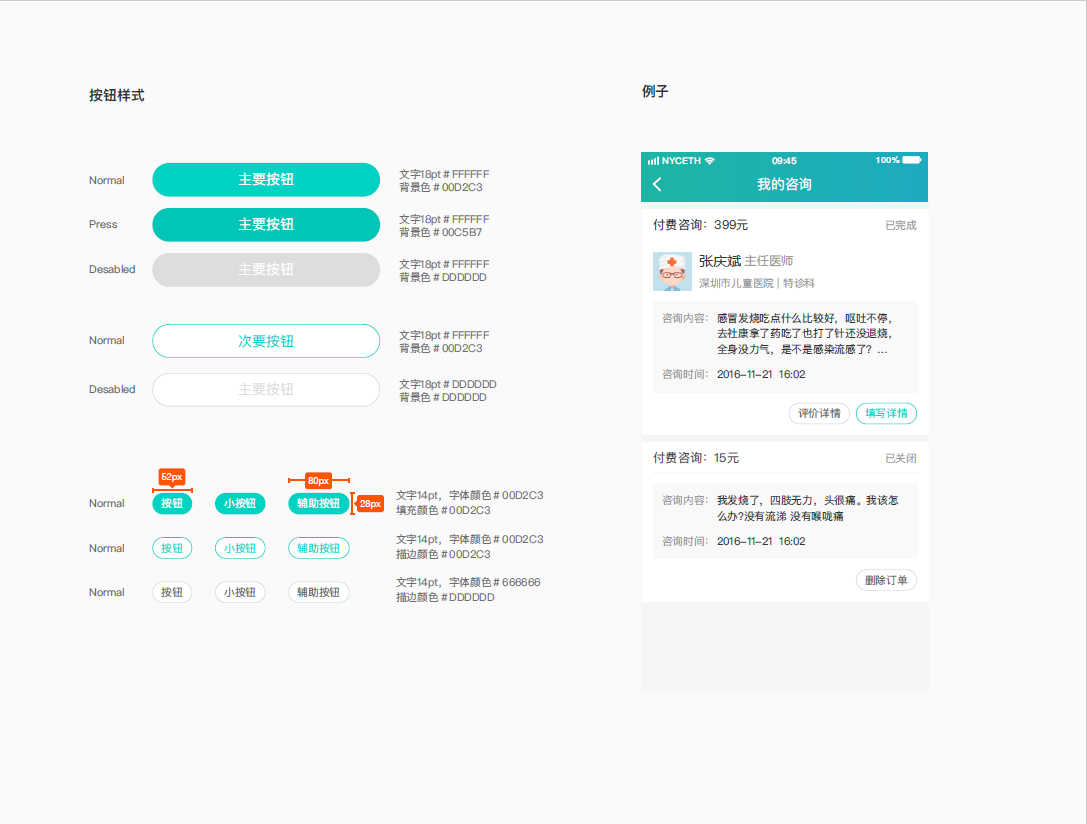 按钮样式
Normal
主要按钮
文字18pt # FFFFFF
背景色 # 00D2C3
Press
主要按钮
文字18pt # FFFFFF
背景色 # 00C5B7
Desabled
主要按钮
文字18pt # FFFFFF
背景色 # DDDDDD
Normal
次要按钮
文字18pt # FFFFFF
背景色 # 00D2C3
Desabled
主要按钮
文字18pt # DDDDDD
背景色 # DDDDDD
52px
80px
Normal
按钮
小按钮
辅助按钮
28px
文字14pt，字体颜色 # 00D2C3
填充颜色 # 00D2C3
Normal
按钮
小按钮
辅助按钮
文字14pt，字体颜色 # 00D2C3
描边颜色 # 00D2C3
Normal
按钮
小按钮
辅助按钮
文字14pt，字体颜色 # 666666
描边颜色 # DDDDDD
例子
NYCETH
09:45
100%
我的咨询
付费咨询：399元
已完成
张庆斌 主任医师
深圳市儿童医院 | 特诊科
咨询内容：感冒发烧吃点什么比较好，呕吐不停，
去社康拿了药吃了也打了针还没退烧，
全身没力气，是不是感染流感了？...
咨询时间：2016-11-21 16:02
评价详情
填写详情
付费咨询：15元
已关闭
咨询内容：我发烧了，四肢无力，头很痛。我该怎
么办?没有流涕 没有喉咙痛
咨询时间：2016-11-21 16:02
删除订单